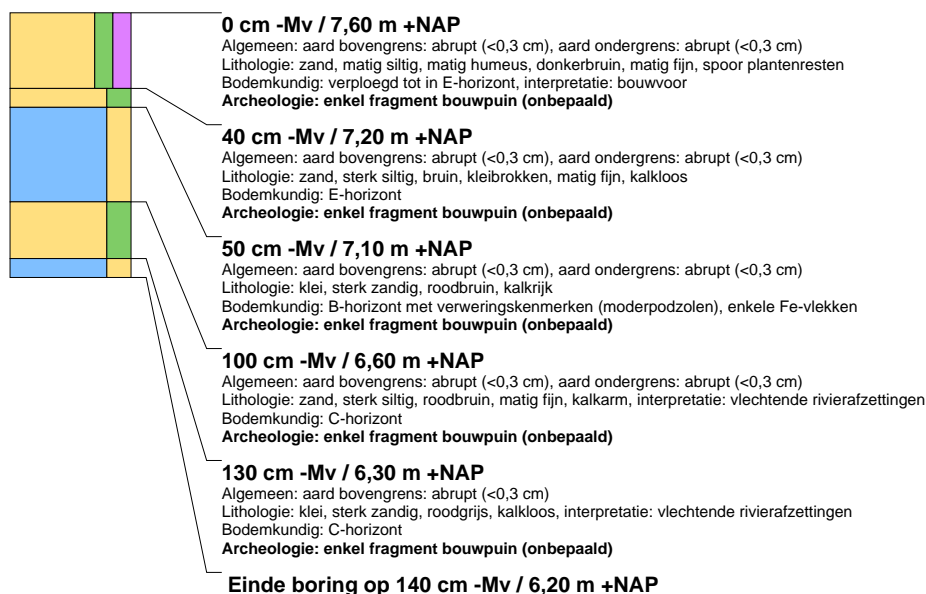 0 cm -Mv / 7,60 m +NAP
Algemeen: aard bovengrens: abrupt (<0,3 cm), aard ondergrens: abrupt (<0,3 cm)
Lithologie: zand, matig siltig, matig humeus, donkerbruin, matig fijn, spoor plantenresten
Bodemkundig: verploegd tot in E-horizont, interpretatie: bouwvoor
Archeologie: enkel fragment bouwpuin (onbepaald)
40 cm -Mv / 7,20 m +NAP
Algemeen: aard bovengrens: abrupt (<0,3 cm), aard ondergrens: abrupt (<0,3 cm)
Lithologie: zand, sterk siltig, bruin, kleibrokken, matig fijn, kalkloos
Bodemkundig: E-horizont
Archeologie: enkel fragment bouwpuin (onbepaald)
50 cm -Mv / 7,10 m +NAP
Algemeen: aard bovengrens: abrupt (<0,3 cm), aard ondergrens: abrupt (<0,3 cm)
Lithologie: klei, sterk zandig, roodbruin, kalkrijk
Bodemkundig: B-horizont met verweringskenmerken (moderpodzolen), enkele Fe-vlekken
Archeologie: enkel fragment bouwpuin (onbepaald)
100 cm -Mv / 6,60 m +NAP
Algemeen: aard bovengrens: abrupt (<0,3 cm), aard ondergrens: abrupt (<0,3 cm)
Lithologie: zand, sterk siltig, roodbruin, matig fijn, kalkarm, interpretatie: vlechtende rivierafzettingen
Bodemkundig: C-horizont
Archeologie: enkel fragment bouwpuin (onbepaald)
130 cm -Mv / 6,30 m +NAP
Algemeen: aard bovengrens: abrupt (<0,3 cm)
Lithologie: klei, sterk zandig, roodgrijs, kalkloos, interpretatie: vlechtende rivierafzettingen
Bodemkundig: C-horizont
Archeologie: enkel fragment bouwpuin (onbepaald)
Einde boring op 140 cm -Mv / 6,20 m +NAP